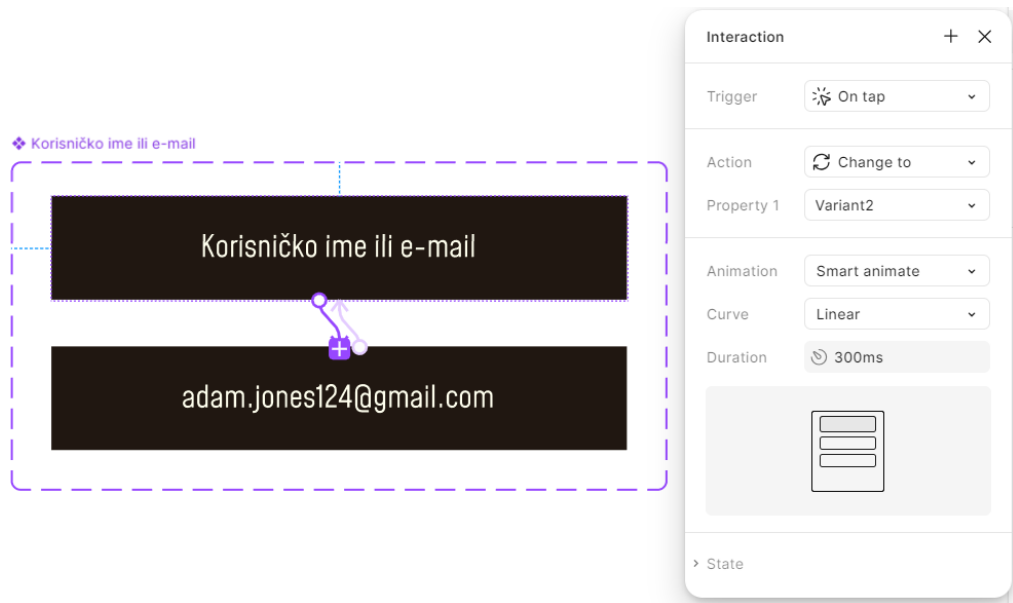 Korisničko ime ili e-mail
Korisničko ime ili e-mail
adam.jones124@gmail.com
Interaction
Trigger On tap
Action Change to
Property 1 Variant2
Animation Smart animate
Curve Linear
Duration 300ms
State